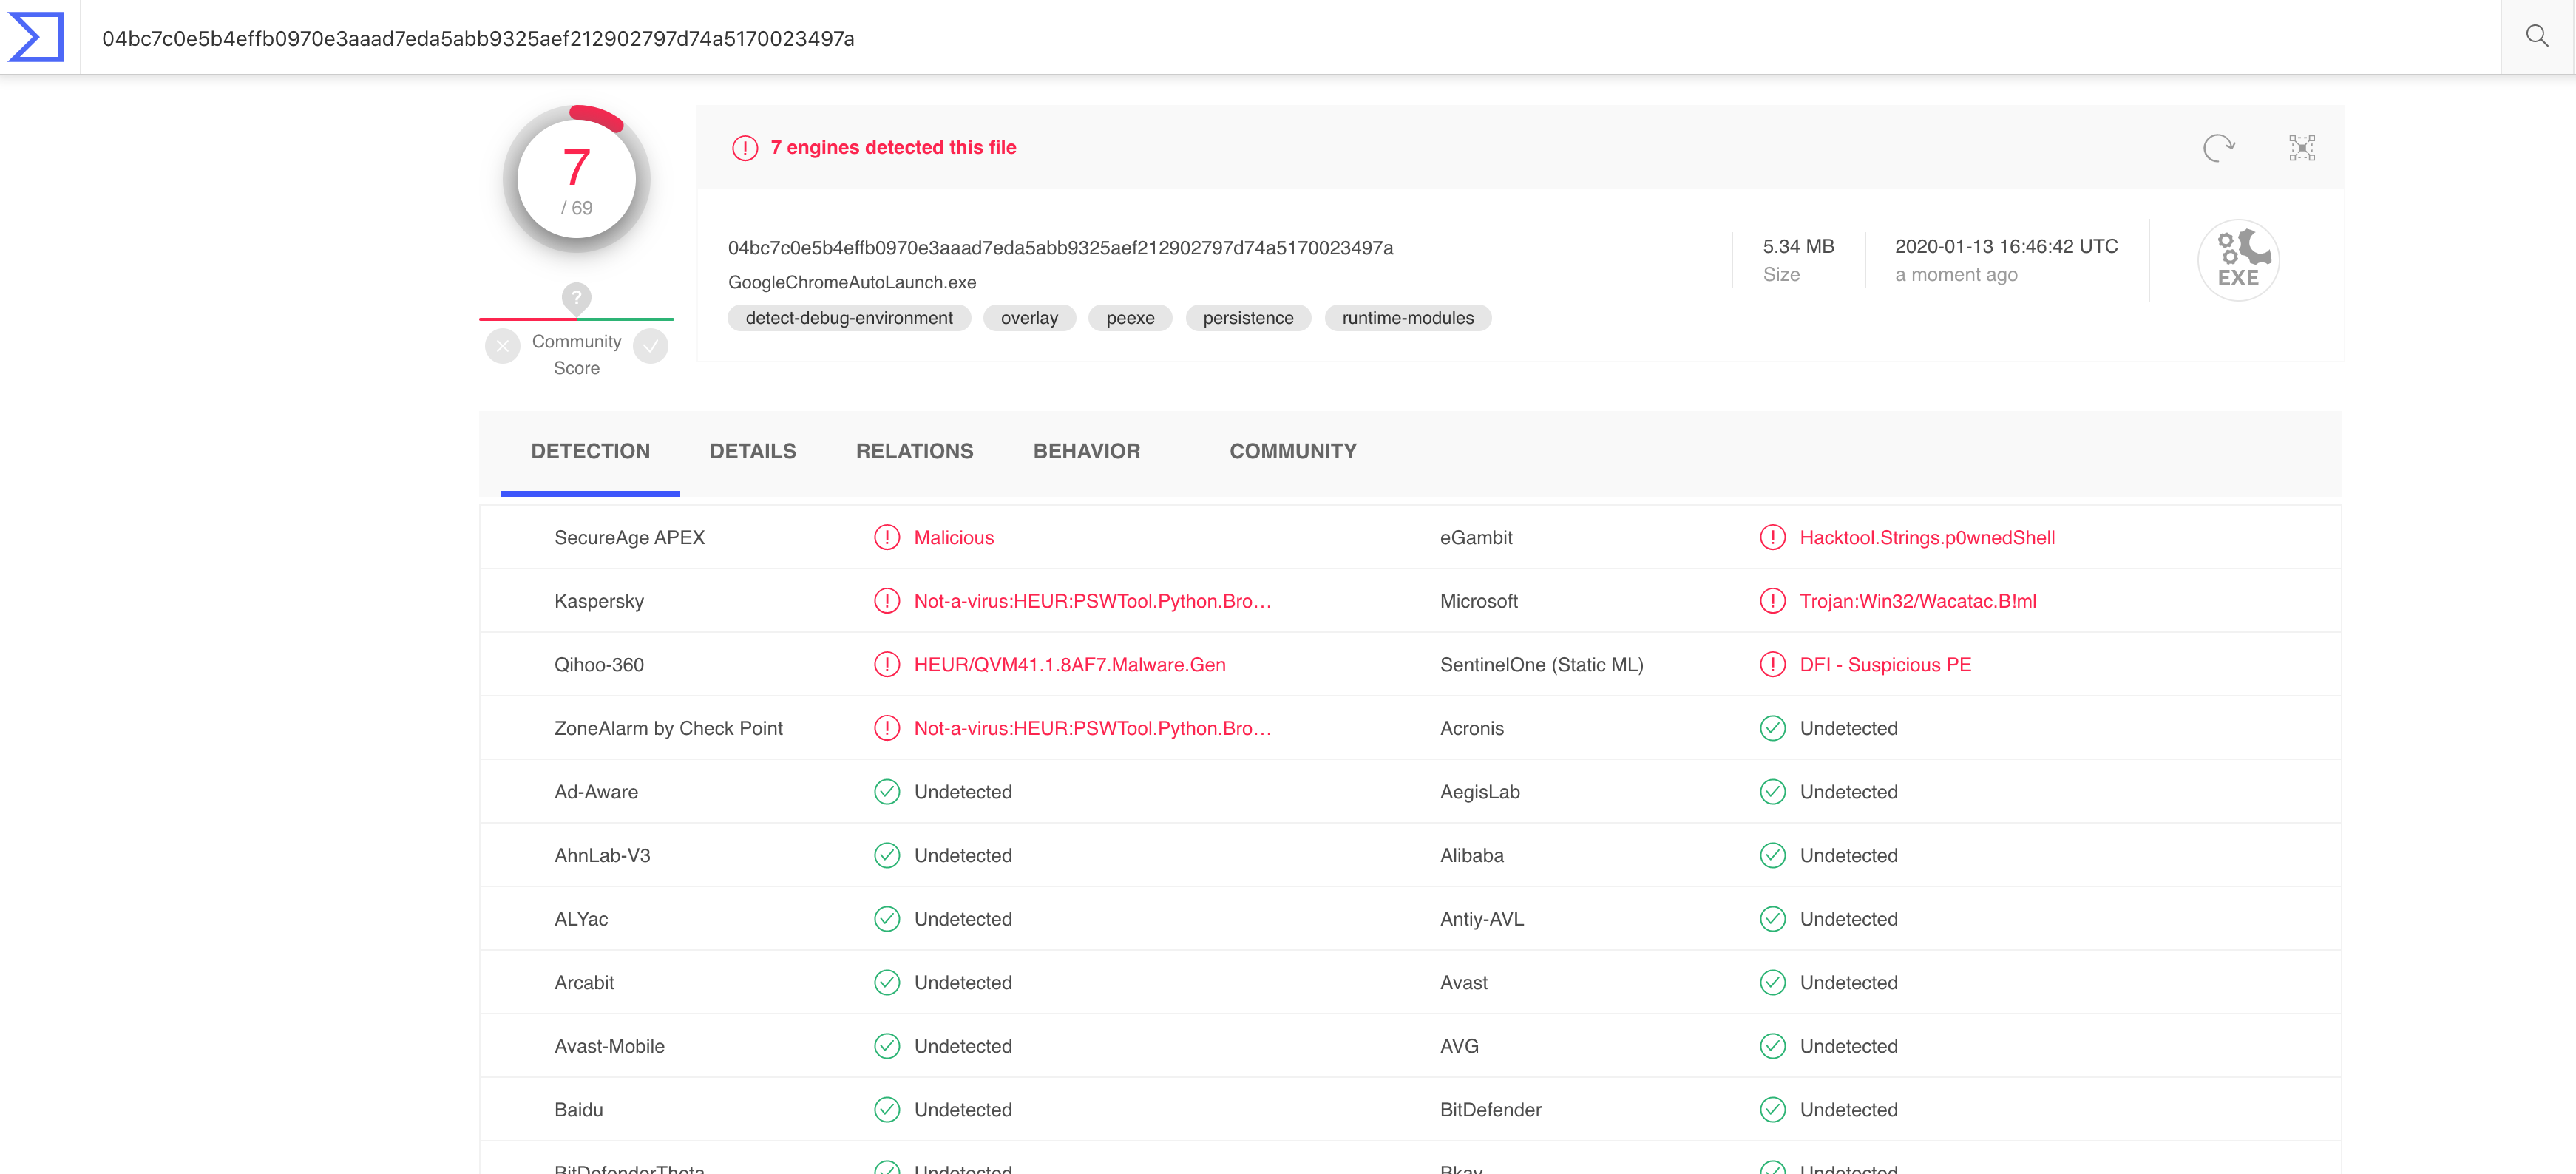 04bc7c0e5b4effb0970e3aaad7eda5abb9325aef212902797d74a5170023497a
7
/ 69
?
Community
Score
7 engines detected this file
04bc7c0e5b4effb0970e3aaad7eda5abb9325aef212902797d74a5170023497a
GoogleChromeAutoLaunch.exe
detect-debug-environment overlay peexe persistence runtime-modules
5.34 MB
Size
2020-01-13 16:46:42 UTC
a moment ago
EXE
DETECTION DETAILS RELATIONS BEHAVIOR COMMUNITY
SecureAge APEX Malicious eGambit Hacktool.Strings.p0wnedShell
Kaspersky Not-a-virus:HEUR:PSWTool.Python.Bro... Microsoft Trojan:Win32/Wacatac.B!ml
Qihoo-360 HEUR/QVM41.1.8AF7.Malware.Gen SentinelOne (Static ML) DFI - Suspicious PE
ZoneAlarm by Check Point Not-a-virus:HEUR:PSWTool.Python.Bro... Acronis Undetected
Ad-Aware Undetected AegisLab Undetected
AhnLab-V3 Undetected Alibaba Undetected
ALYac Undetected Antiy-AVL Undetected
Arcabit Undetected Avast Undetected
Avast-Mobile Undetected AVG Undetected
Baidu Undetected BitDefender Undetected
BitDefenderTheta Undetected Bkav Undetected